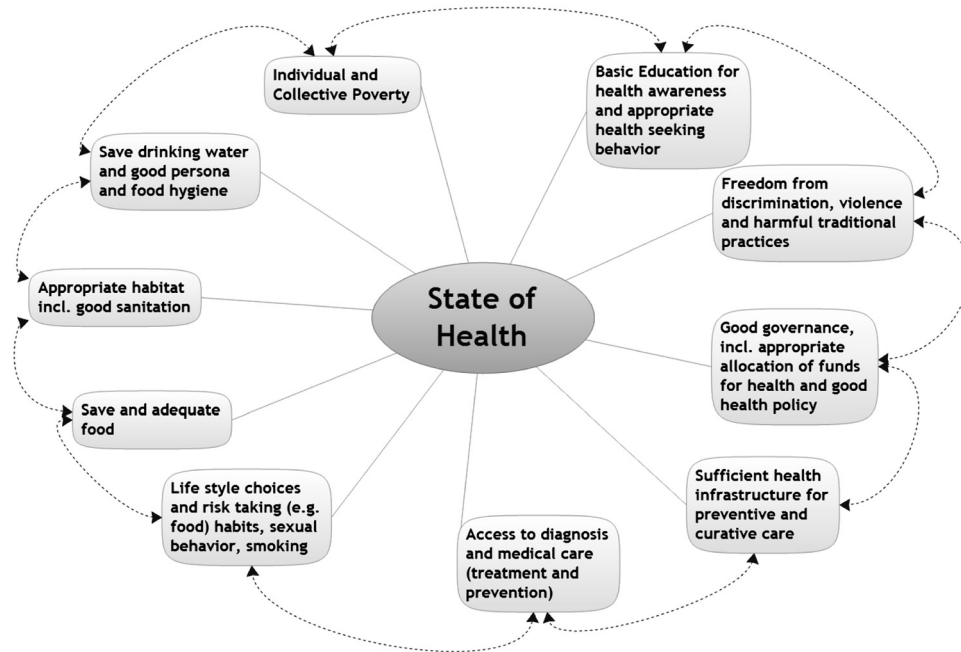 Individual and
Collective Poverty
Basic Education for
health awareness
and appropriate
health seeking
behavior
Save drinking water
and good persona
and food hygiene
Freedom from
discrimination, violence
and harmful traditional
practices
Appropriate habitat
incl. good sanitation
State of
Health
Good governance,
incl. appropriate
allocation of funds
for health and good
health policy
Save and adequate
food
Life style choices
and risk taking (e.g.
food) habits, sexual
behavior, smoking
Access to diagnosis
and medical care
(treatment and
prevention)
Sufficient health
infrastructure for
preventive and
curative care